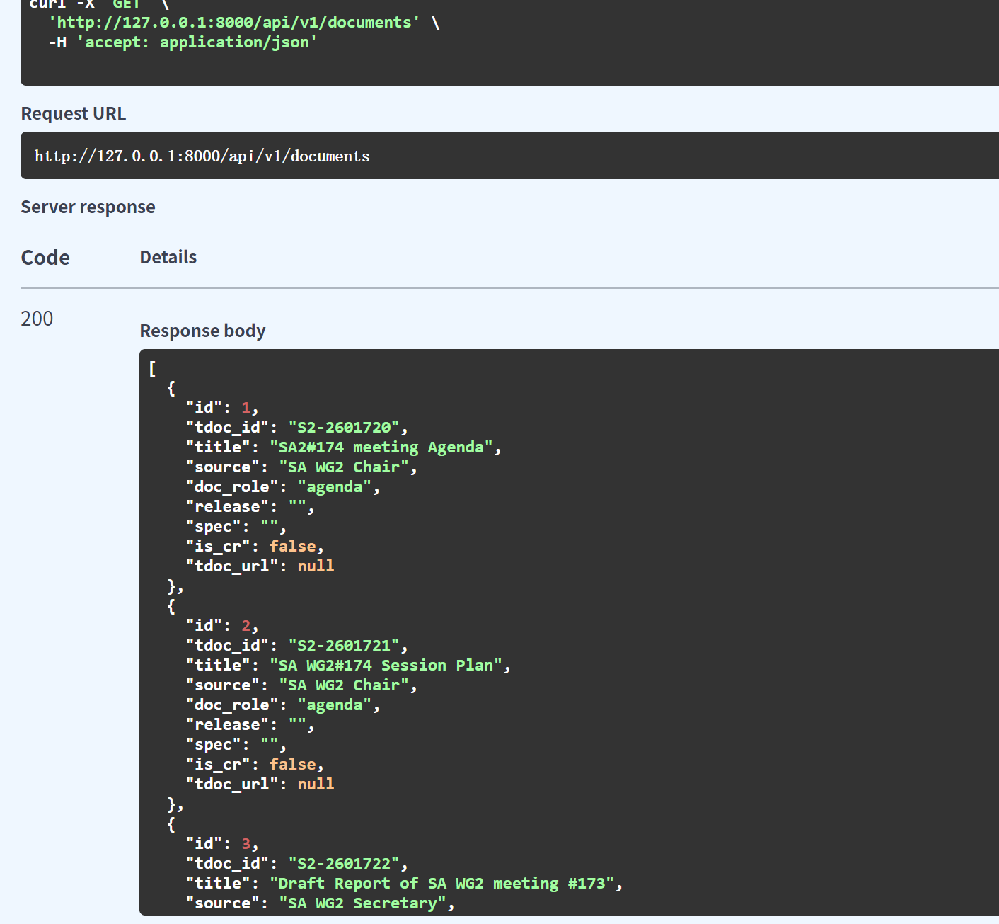 curl -X 'GET' \
  'http://127.0.0.1:8000/api/v1/documents' \
  -H 'accept: application/json'
Request URL
http://127.0.0.1:8000/api/v1/documents
Server response
Code Details
200
Response body
[
  {
    "id": 1,
    "tdoc_id": "S2-2601720",
    "title": "SA2#174 meeting Agenda",
    "source": "SA WG2 Chair",
    "doc_role": "agenda",
    "release": "",
    "spec": "",
    "is_cr": false,
    "tdoc_url": null
  },
  {
    "id": 2,
    "tdoc_id": "S2-2601721",
    "title": "SA WG2#174 Session Plan",
    "source": "SA WG2 Chair",
    "doc_role": "agenda",
    "release": "",
    "spec": "",
    "is_cr": false,
    "tdoc_url": null
  },
  {
    "id": 3,
    "tdoc_id": "S2-2601722",
    "title": "Draft Report of SA WG2 meeting #173",
    "source": "SA WG2 Secretary",